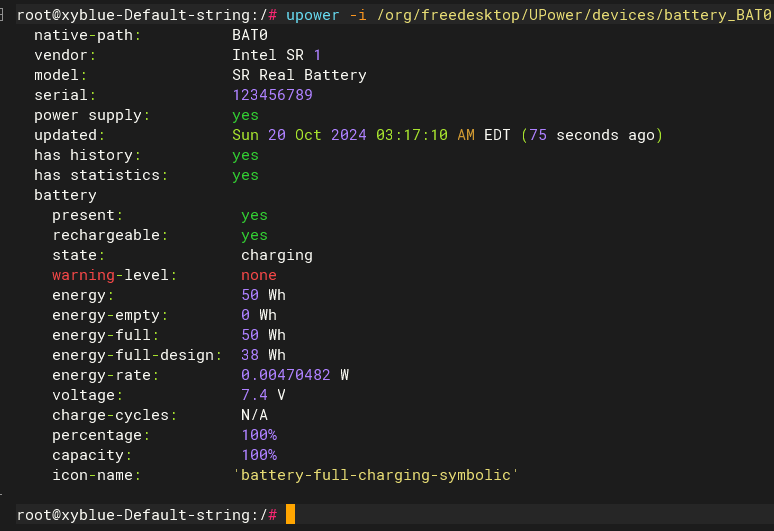 root@xyblue-Default-string:/# upower -i /org/freedesktop/UPower/devices/battery_BAT0
native-path: BAT0
vendor: Intel SR 1
model: SR Real Battery
serial: 123456789
power supply: yes
updated: Sun 20 Oct 2024 03:17:10 AM EDT (75 seconds ago)
has history: yes
has statistics: yes
battery
present: yes
rechargeable: yes
state: charging
warning-level: none
energy: 50 Wh
energy-empty: 0 Wh
energy-full: 50 Wh
energy-full-design: 38 Wh
energy-rate: 0.00470482 W
voltage: 7.4 V
charge-cycles: N/A
percentage: 100%
capacity: 100%
icon-name: 'battery-full-charging-symbolic'
root@xyblue-Default-string:/#